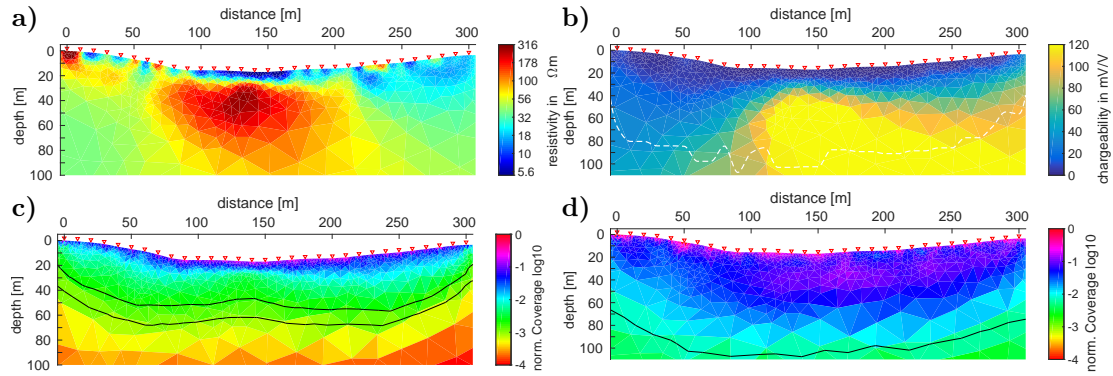 a)
distance [m]
0 50 100 150 200 250 300
depth [m]
0
20
40
60
80
100
316
178
100
56
32
18
10
5.6
resistivity in Ωm
b)
distance [m]
0 50 100 150 200 250 300
depth [m]
0
20
40
60
80
100
120
100
80
60
40
20
0
chargeability in mV/V
c)
distance [m]
0 50 100 150 200 250 300
depth [m]
0
20
40
60
80
100
0
-1
-2
-3
-4
norm. Coverage log10
d)
distance [m]
0 50 100 150 200 250 300
depth [m]
0
20
40
60
80
100
0
-1
-2
-3
-4
norm. Coverage log10